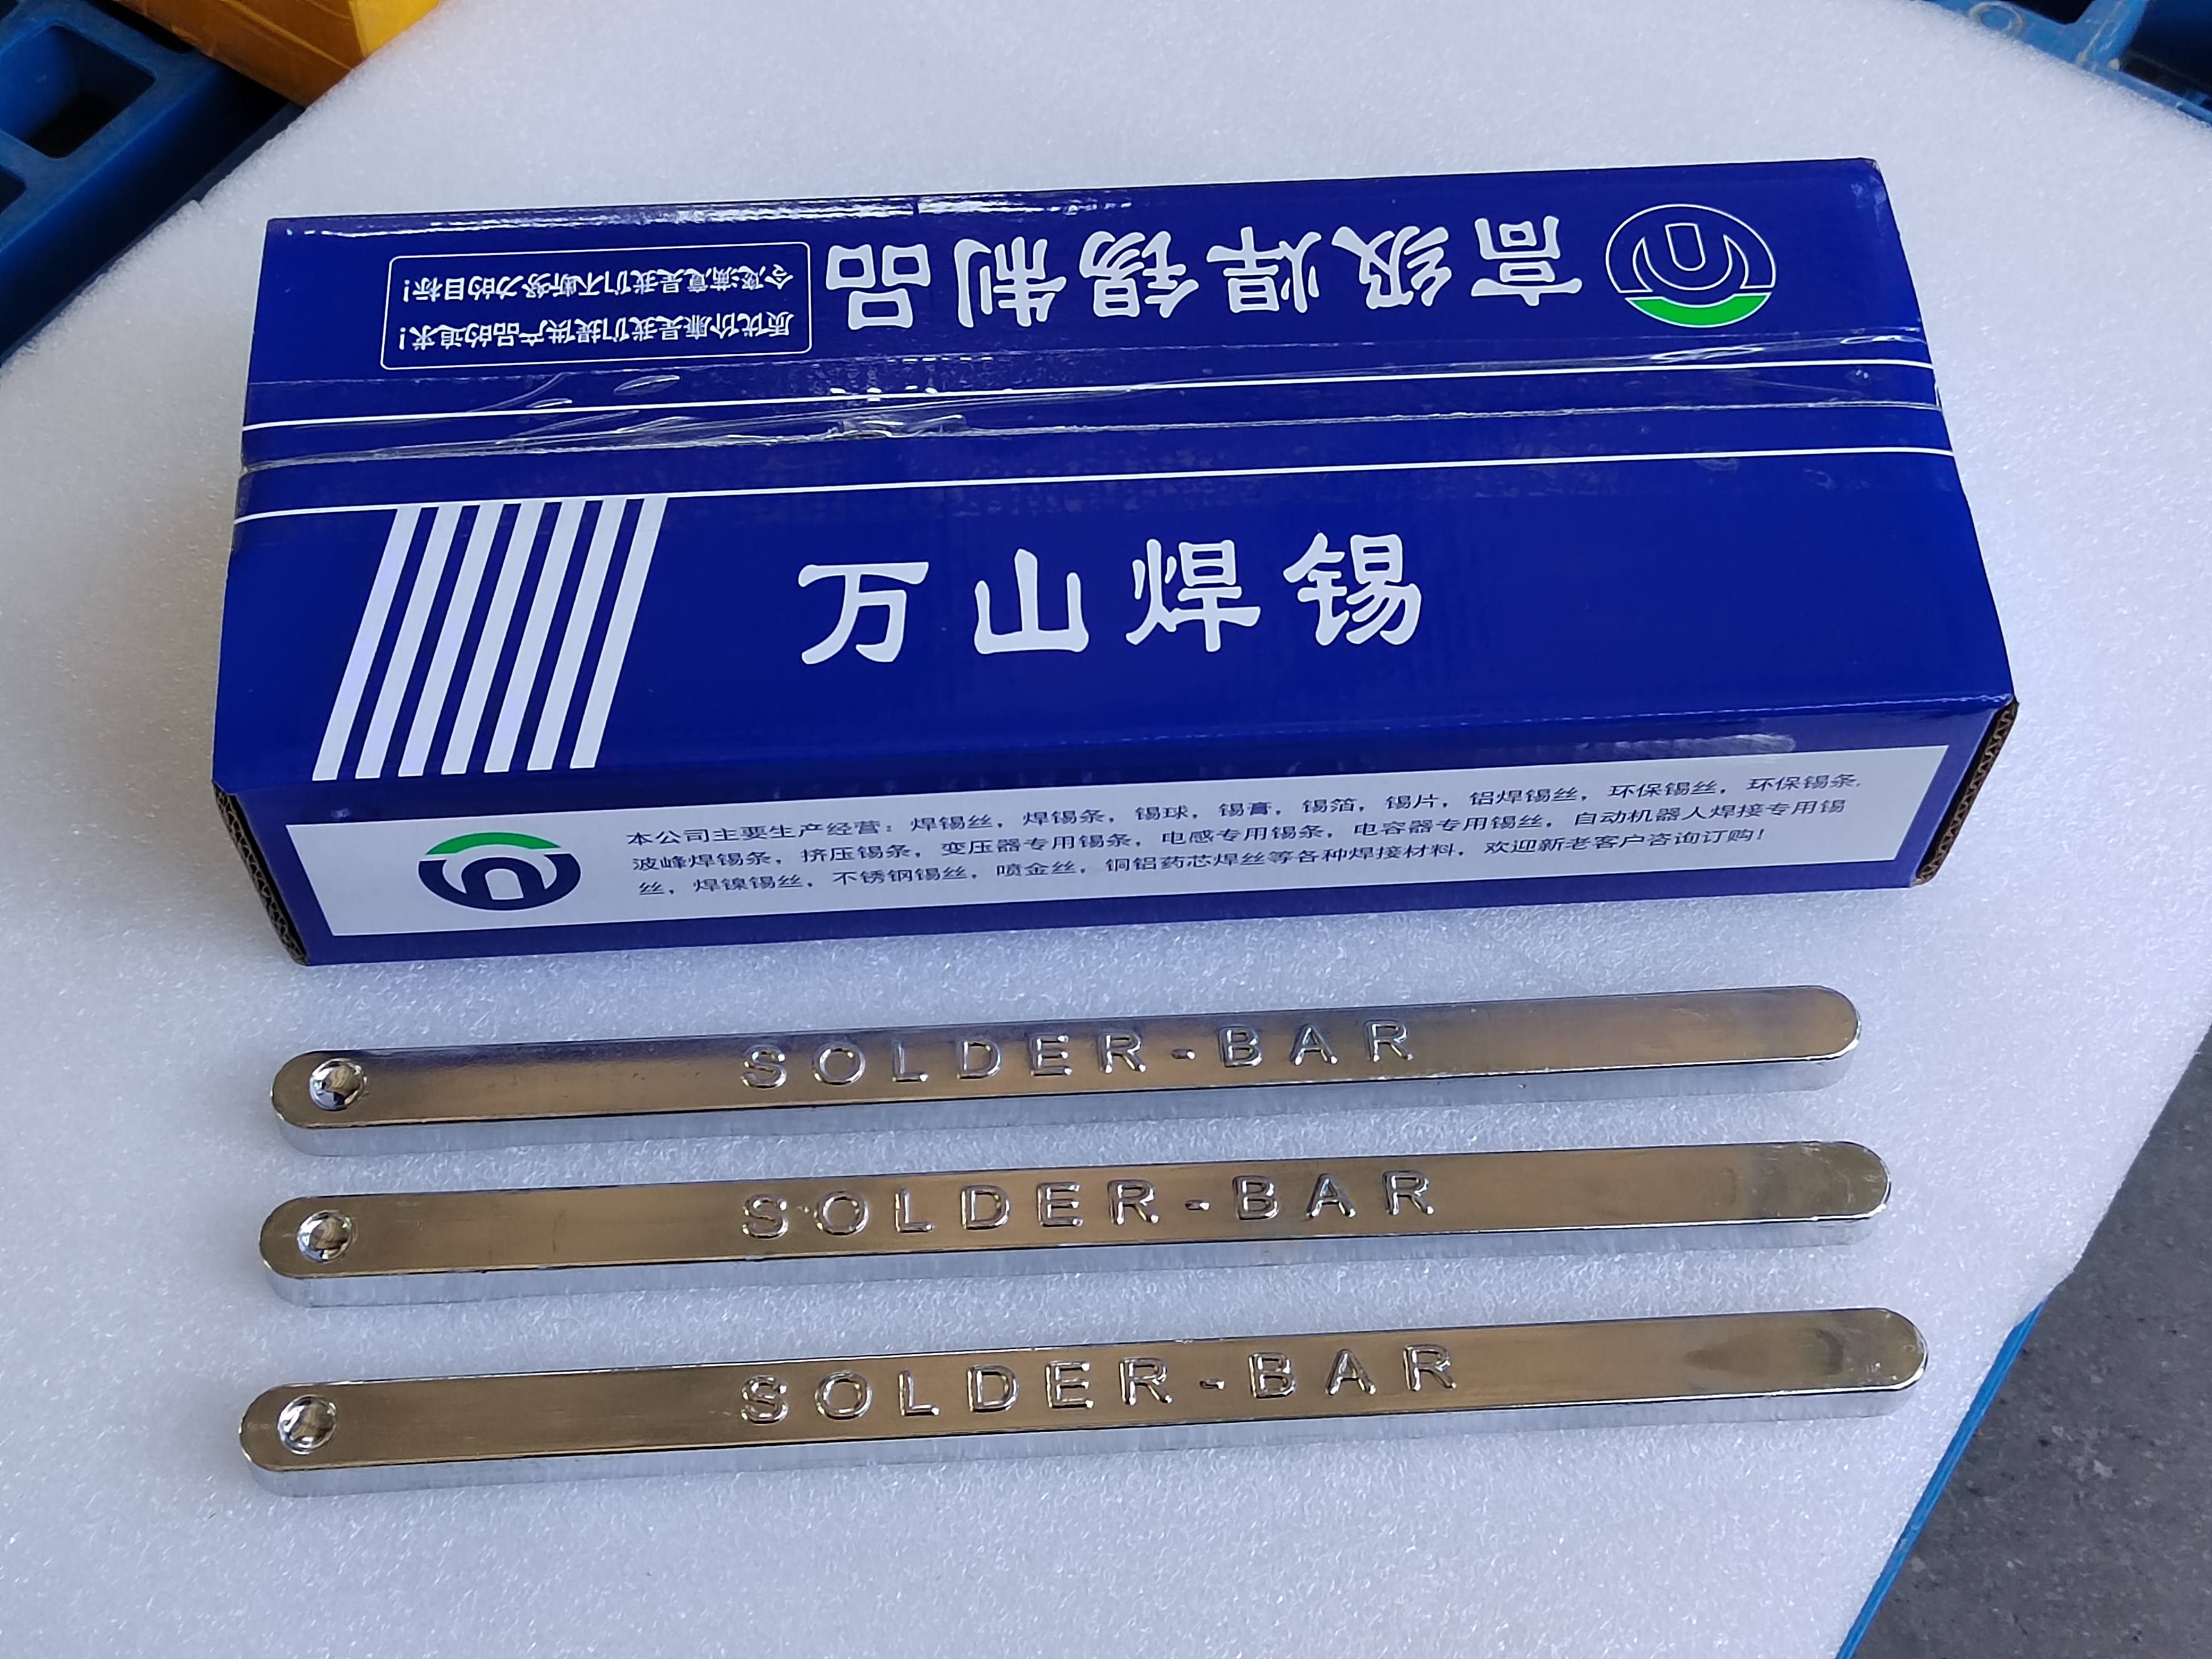 高级焊锡制品
质优价廉是我们提供产品的追求！
令您满意是我们不断努力的目标！
万山焊锡
本公司主要生产经营：焊锡丝，焊锡条，锡球，锡膏，锡箔，锡片，铝焊锡丝，环保锡丝，环保锡条，
波峰焊锡条，挤压锡条，变压器专用锡条，电感专用锡条，电容器专用锡丝，自动机器人焊接专用锡
丝，焊镍锡丝，不锈钢锡丝，喷金丝，铜铝药芯焊丝等各种焊接材料，欢迎新老客户咨询订购！
SOLDER-BAR
SOLDER-BAR
SOLDER-BAR